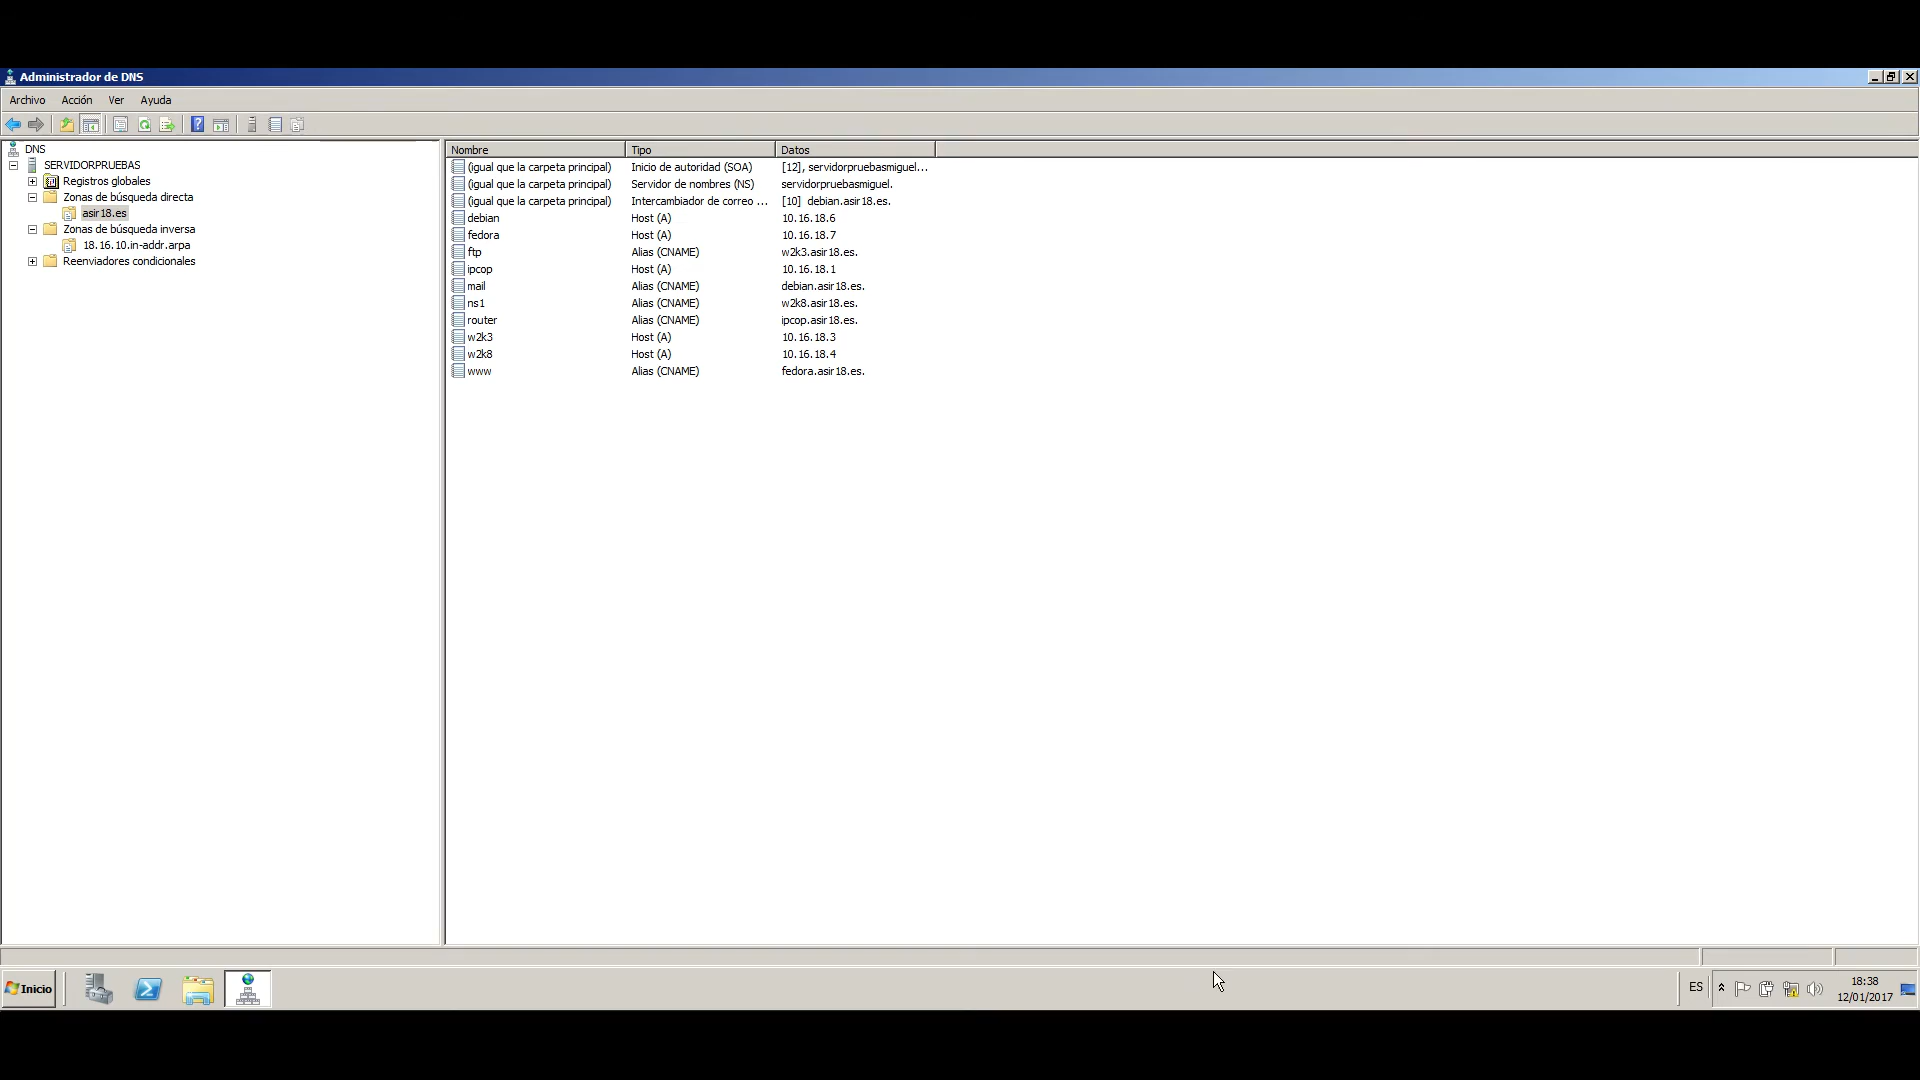 Administrador de DNS
Archivo Acción Ver Ayuda
DNS
SERVIDORPRUEBAS
Registros globales
Zonas de búsqueda directa
asir18.es
Zonas de búsqueda inversa
18.16.10.in-addr.arpa
Reenviadores condicionales
Nombre Tipo Datos
(igual que la carpeta principal) Inicio de autoridad (SOA) [12], servidorpruebasmiguel...
(igual que la carpeta principal) Servidor de nombres (NS) servidorpruebasmiguel.
(igual que la carpeta principal) Intercambiador de correo ... [10] debian.asir18.es.
debian Host (A) 10.16.18.6
fedora Host (A) 10.16.18.7
ftp Alias (CNAME) w2k3.asir18.es.
ipcop Host (A) 10.16.18.1
mail Alias (CNAME) debian.asir18.es.
ns1 Alias (CNAME) w2k8.asir18.es.
router Alias (CNAME) ipcop.asir18.es.
w2k3 Host (A) 10.16.18.3
w2k8 Host (A) 10.16.18.4
www Alias (CNAME) fedora.asir18.es.
Inicio
ES
18:38
12/01/2017